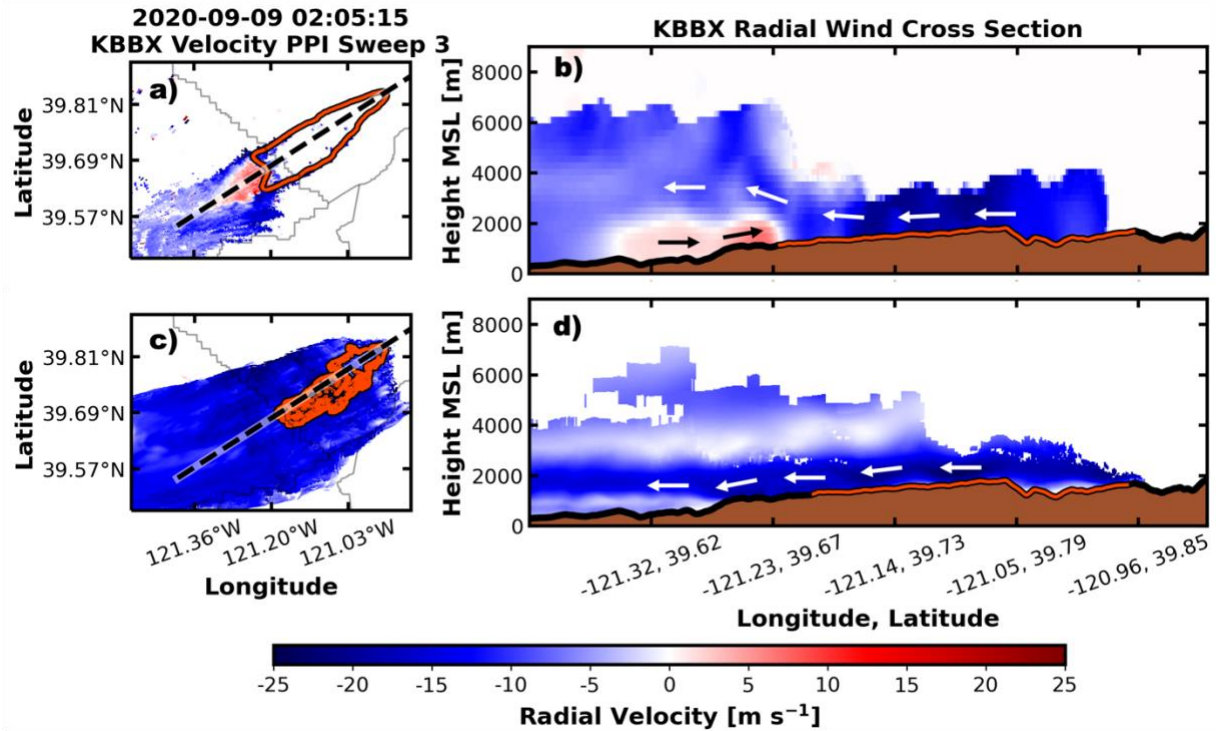 2020-09-09 02:05:15
KBBX Velocity PPI Sweep 3
KBBX Radial Wind Cross Section
a)
39.81°N
39.69°N
39.57°N
Latitude
b)
8000
6000
4000
2000
0
Height MSL [m]
c)
39.81°N
39.69°N
39.57°N
Latitude
121.36°W
121.20°W
121.03°W
Longitude
d)
8000
6000
4000
2000
0
Height MSL [m]
-121.32, 39.62
-121.23, 39.67
-121.14, 39.73
-121.05, 39.79
-120.96, 39.85
Longitude, Latitude
-25 -20 -15 -10 -5 0 5 10 15 20 25
Radial Velocity [m s⁻¹]